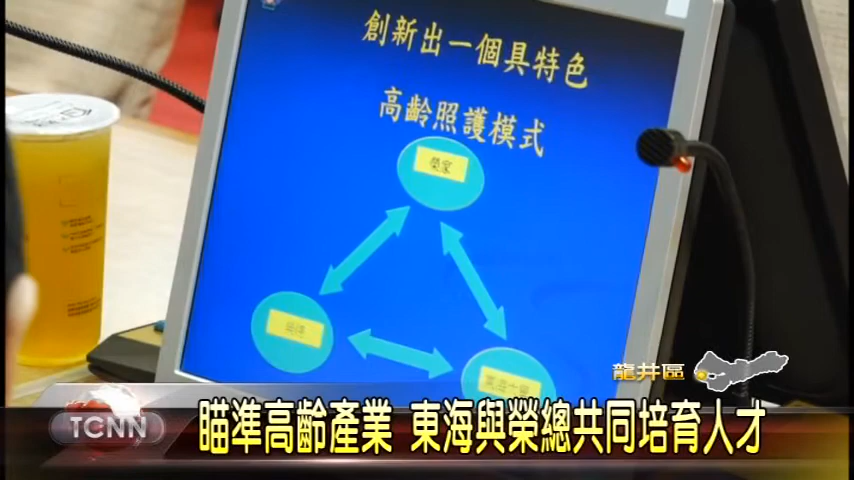 創新出一個具特色
高齡照護模式
榮家
龍井區
TCNN
瞄準高齡產業 東海與榮總共同培育人才